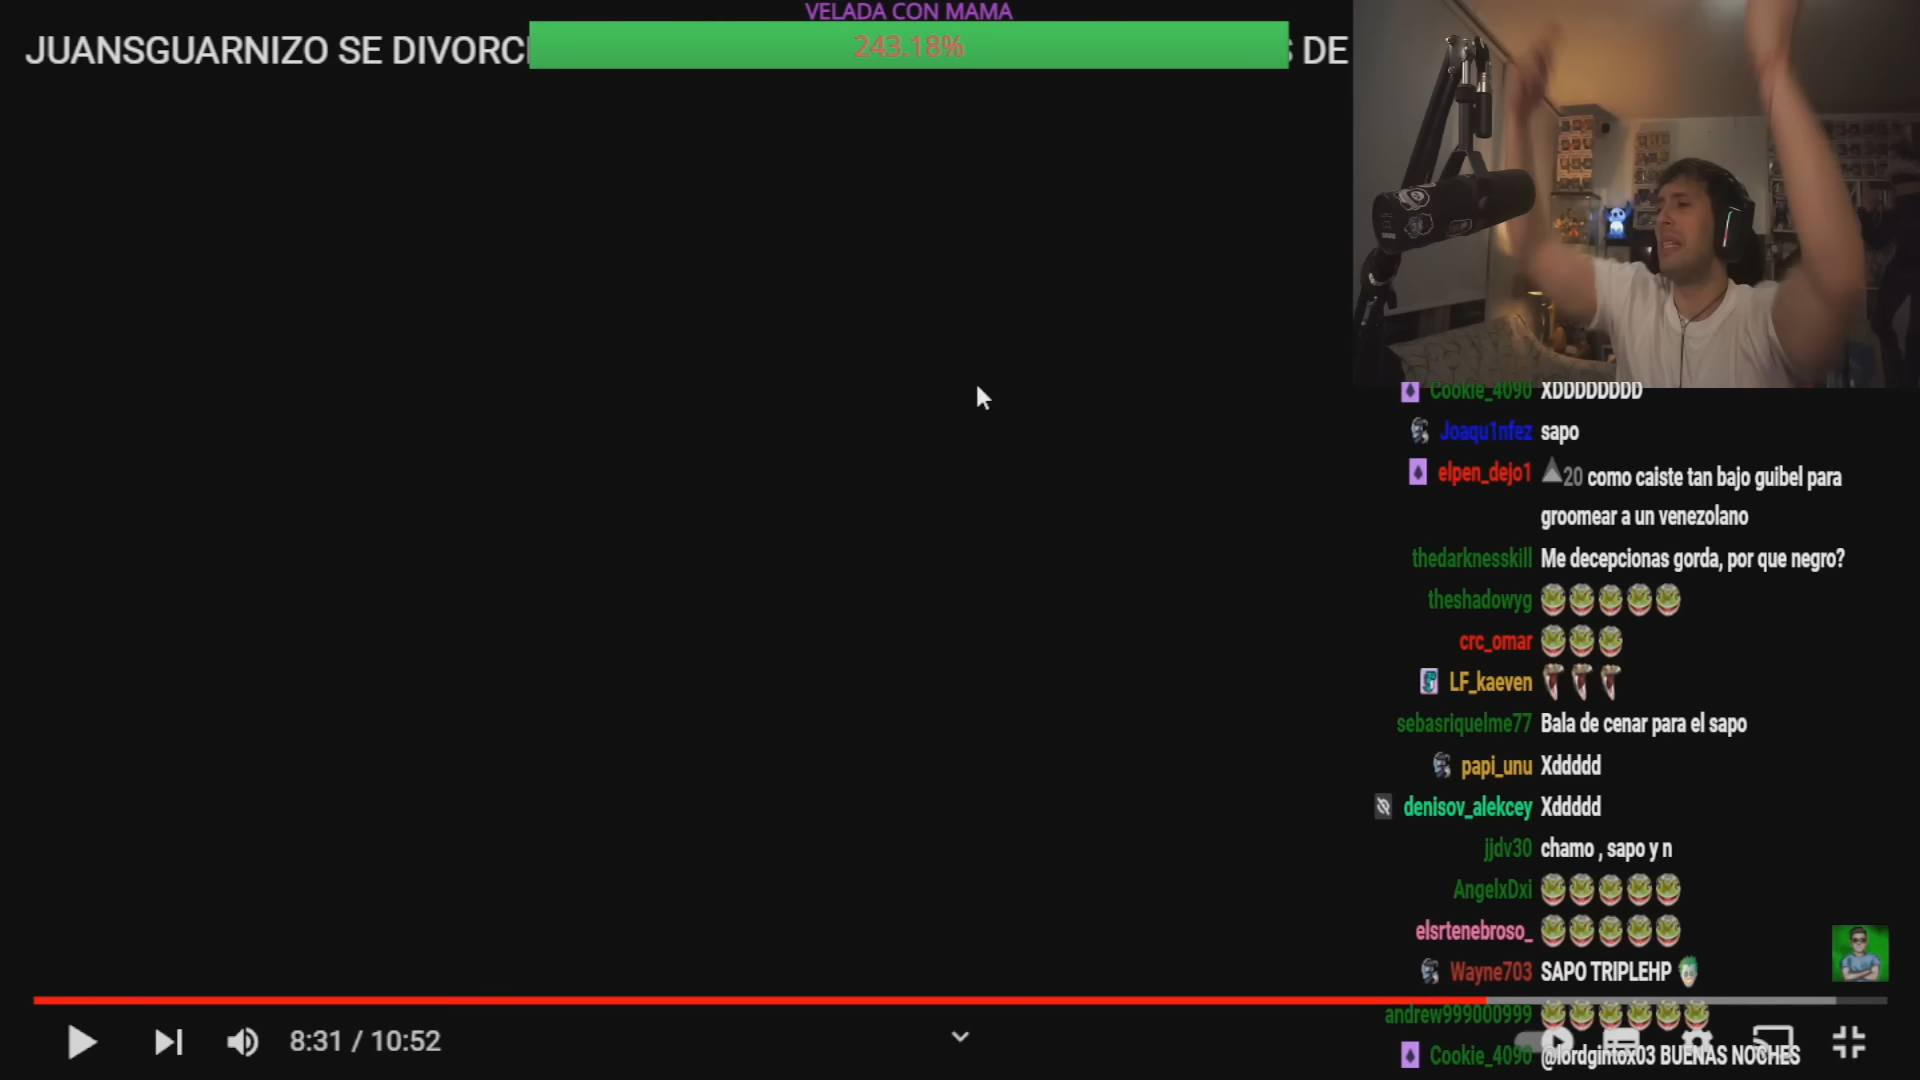 VELADA CON MAMA
JUANSGUARNIZO SE DIVORC
243.18%
DE
Cookie_4090 XDDDDDDDD
Joaqu1nfez sapo
elpen_dejo1 20 como caiste tan bajo guibel para
groomear a un venezolano
thedarknesskill Me decepcionas gorda, por que negro?
theshadowyg
crc_omar
LF_kaeven
sebasriquelme77 Bala de cenar para el sapo
papi_unu Xddddd
denisov_alekcey Xddddd
jjdv30 chamo , sapo y n
AngelxDxi
elsrtenebroso_
Wayne703 SAPO TRIPLEHP
andrew999000999
8:31 / 10:52
Cookie_4090 @lordgintox03 BUENAS NOCHES